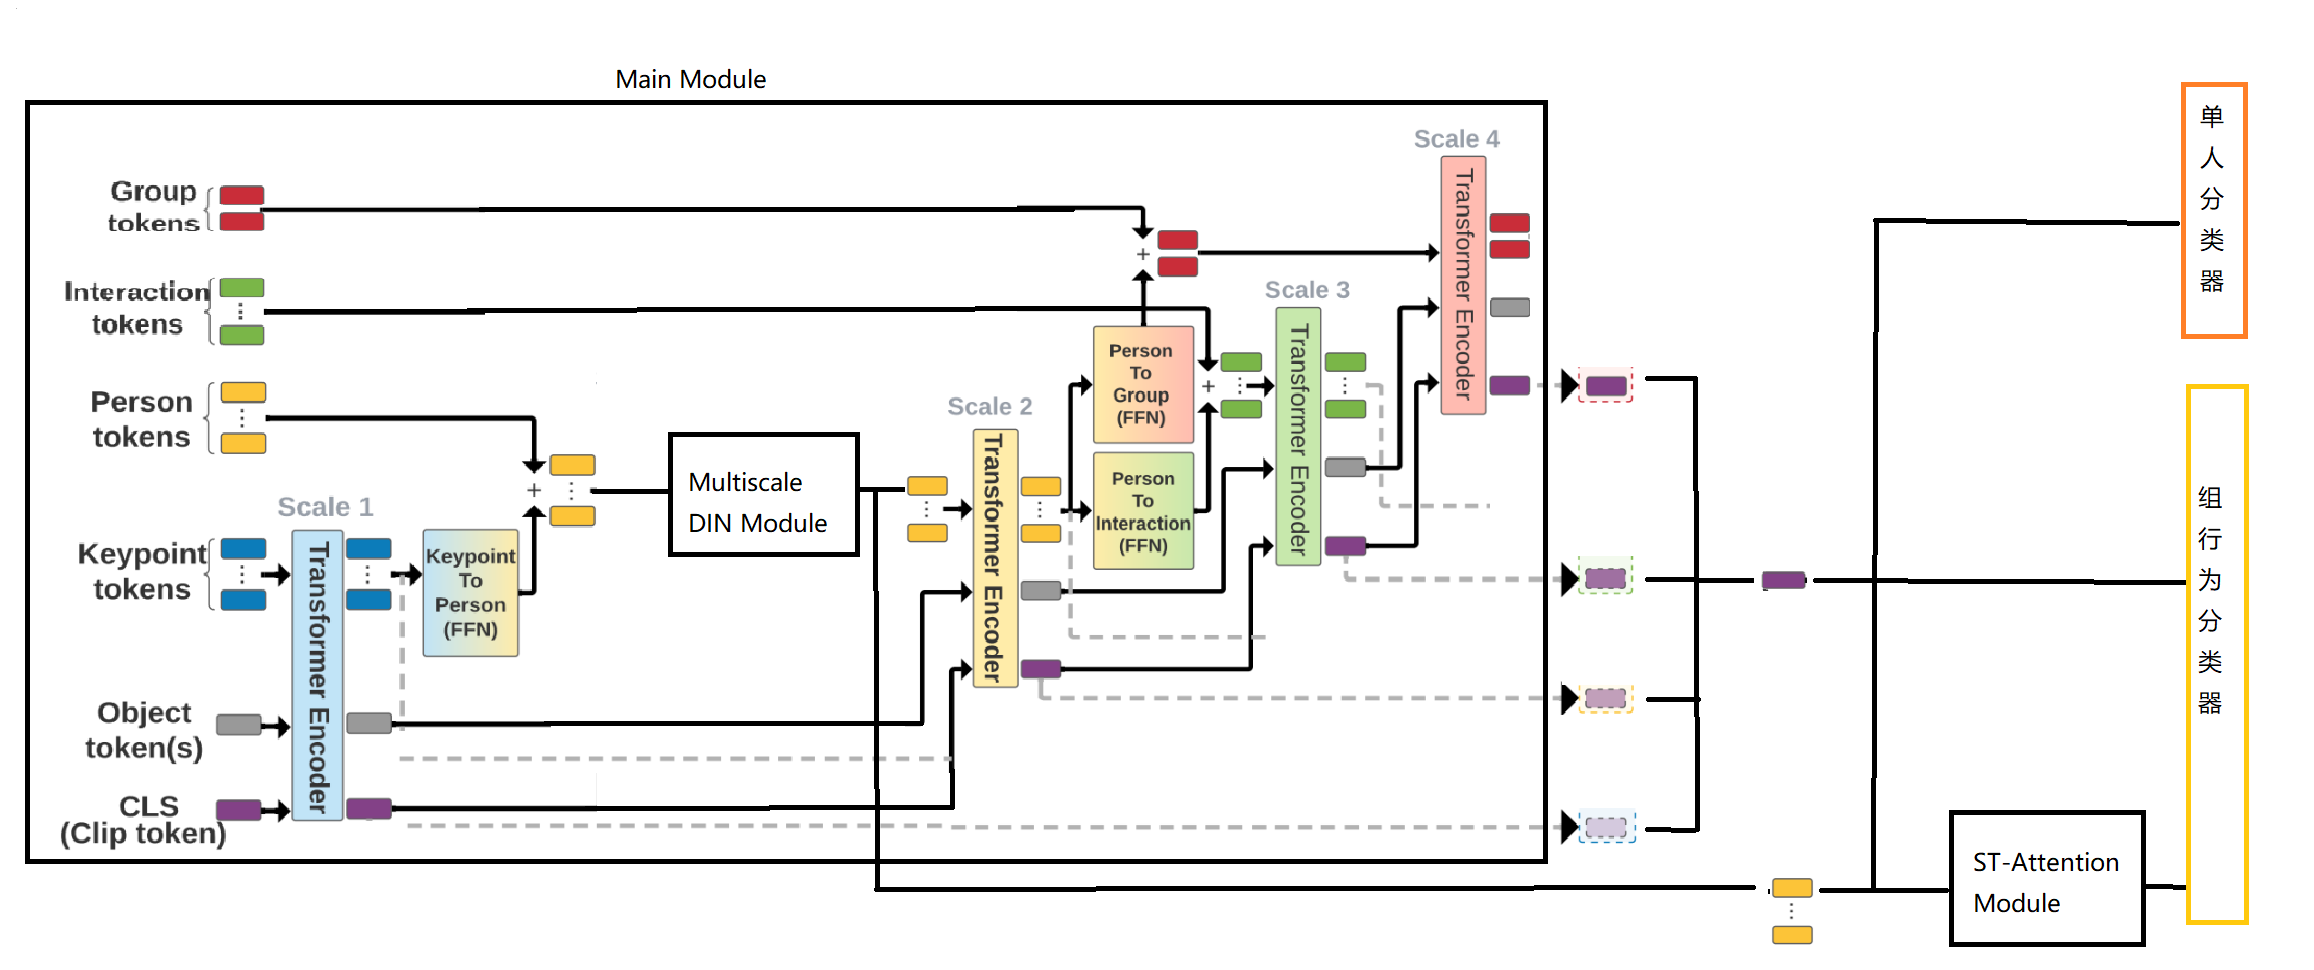 Main Module
Scale 4
Transformer Encoder
Group
tokens
+
Interaction
tokens
Scale 3
Transformer Encoder
Person
To
Group
(FFN)
+
Person
To
Interaction
(FFN)
Person
tokens
Scale 2
Transformer Encoder
+
Multiscale
DIN Module
Scale 1
Transformer Encoder
Keypoint
tokens
Keypoint
To
Person
(FFN)
Object
token(s)
CLS
(Clip token)
单
人
分
类
器
组
行
为
分
类
器
ST-Attention
Module